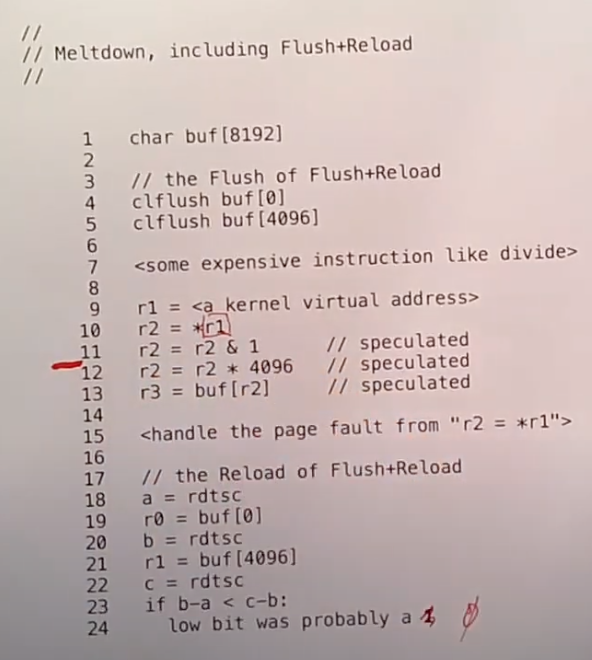 //
// Meltdown, including Flush+Reload
//
1 char buf[8192]
2
3 // the Flush of Flush+Reload
4 clflush buf[0]
5 clflush buf[4096]
6
7 <some expensive instruction like divide>
8
9 r1 = <a kernel virtual address>
10 r2 = *r1
11 r2 = r2 & 1 // speculated
12 r2 = r2 * 4096 // speculated
13 r3 = buf[r2] // speculated
14
15 <handle the page fault from "r2 = *r1">
16
17 // the Reload of Flush+Reload
18 a = rdtsc
19 r0 = buf[0]
20 b = rdtsc
21 r1 = buf[4096]
22 c = rdtsc
23 if b-a < c-b:
24 low bit was probably a 1 0